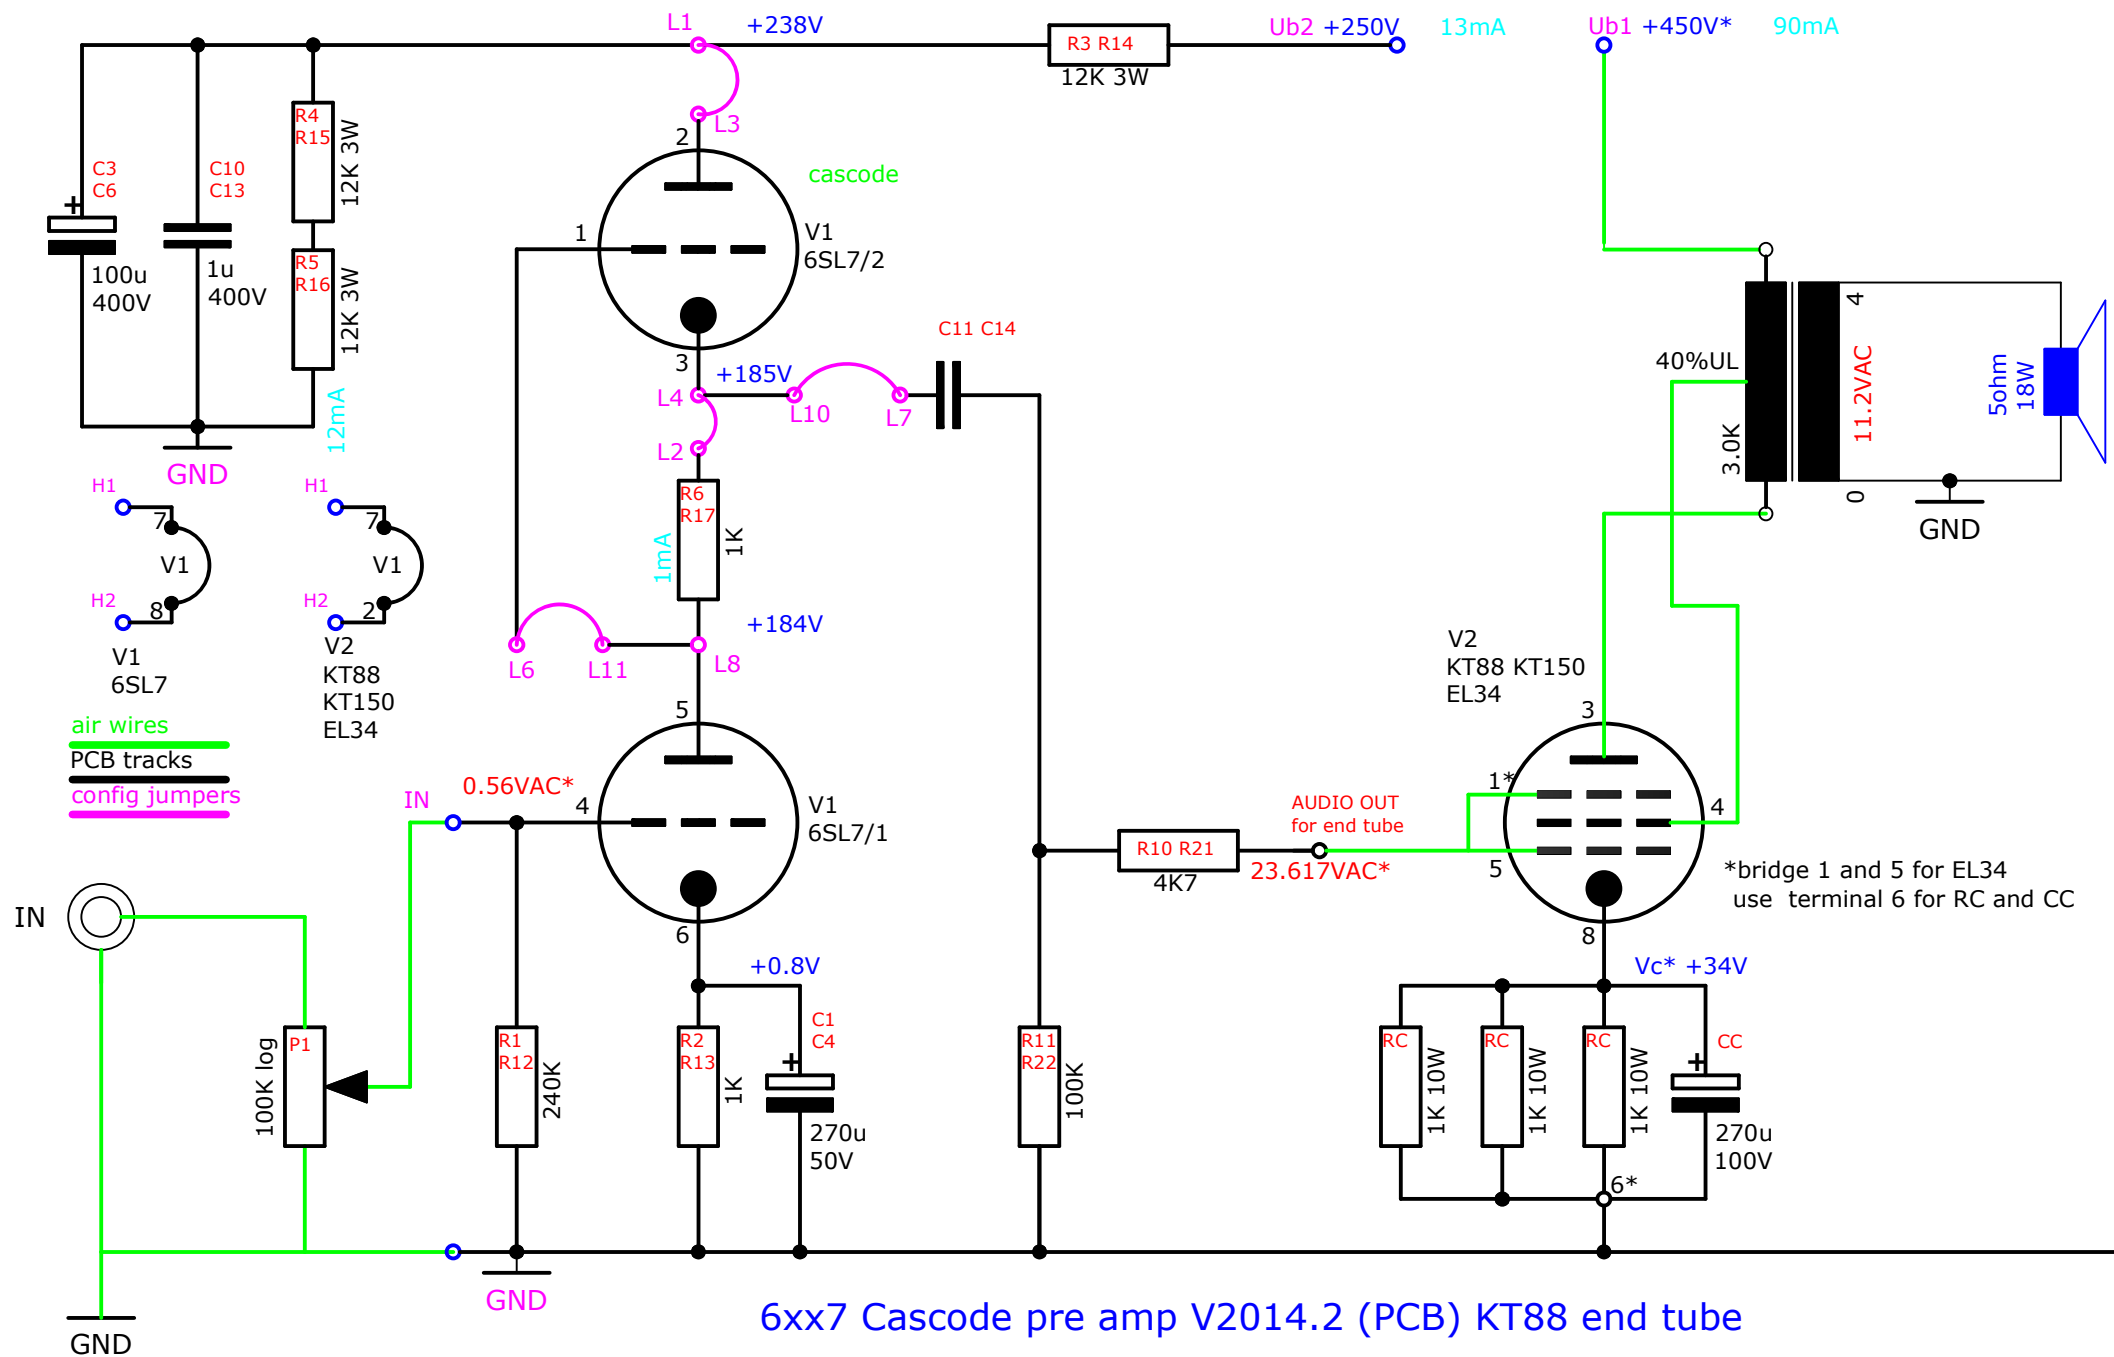 L1
+238V
Ub2 +250V
13mA
Ub1 +450V*
90mA
R3 R14
12K 3W
L3
2
R4
R15
12K 3W
C3
C6
C10
C13
cascode
+
1
V1
6SL7/2
100u
400V
1u
400V
R5
R16
12K 3W
C11 C14
3
+185V
L4
L10
L7
12mA
L2
GND
40%UL
3.0K
4
0
11.2VAC
5ohm
18W
GND
H1
7
V1
H2
8
V1
6SL7
H1
7
V1
H2
2
V2
KT88
KT150
EL34
R6
R17
1K
1mA
+184V
L6
L11
L8
V2
KT88 KT150
EL34
5
3
air wires
PCB tracks
config jumpers
0.56VAC*
IN
4
V1
6SL7/1
1*
4
AUDIO OUT
for end tube
R10 R21
4K7
23.617VAC*
5
*bridge 1 and 5 for EL34
use terminal 6 for RC and CC
IN
6
8
+0.8V
Vc* +34V
100K log
P1
R1
R12
240K
R2
R13
1K
C1
C4
+
270u
50V
R11
R22
100K
RC
1K 10W
RC
1K 10W
RC
1K 10W
CC
+
270u
100V
6*
GND
GND
6xx7 Cascode pre amp V2014.2 (PCB) KT88 end tube